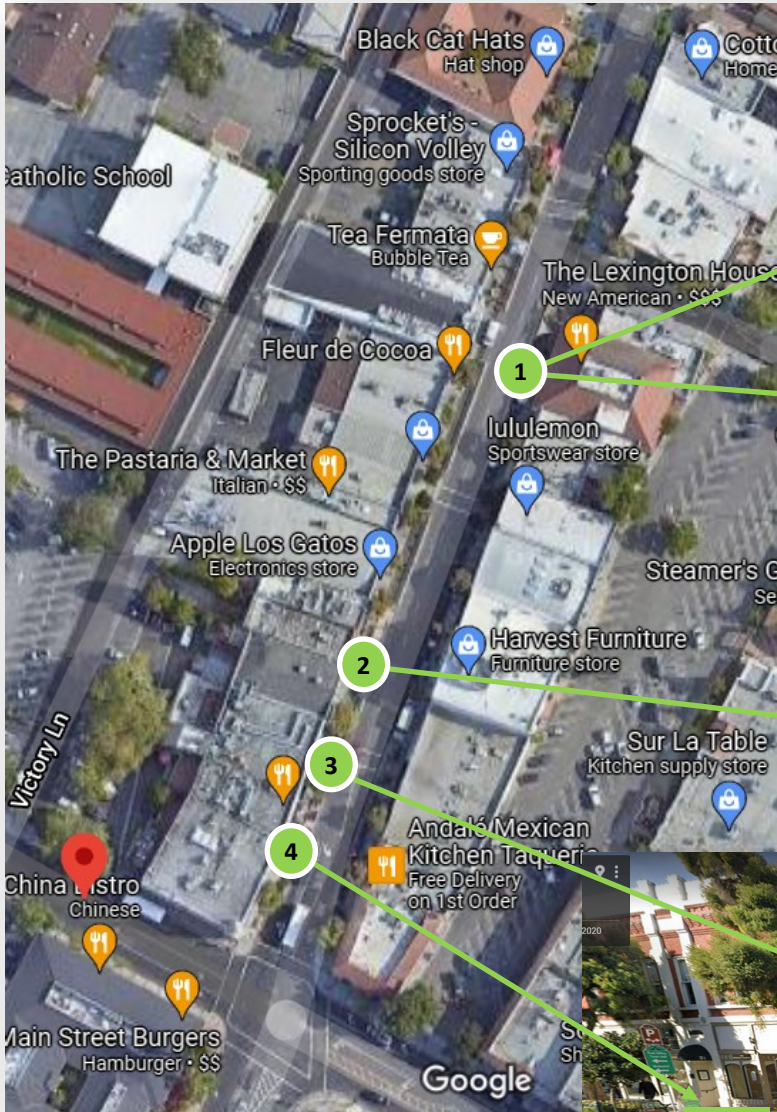 Black Cat Hats
Hat shop
Cotto
Home
Sprocket's -
Silicon Volley
Sporting goods store
Catholic School
Tea Fermata
Bubble Tea
The Lexington House
New American • $$$
Fleur de Cocoa
1
lululemon
Sportswear store
The Pastaria & Market
Italian • $$
Apple Los Gatos
Electronics store
Steamer's G
Se
Harvest Furniture
Furniture store
2
Victory Ln
Sur La Table
Kitchen supply store
3
4
Andalé Mexican
Kitchen Taqueria
Free Delivery
on 1st Order
China Bistro
Chinese
2020
P
Main Street Burgers
Hamburger • $$
Sh
Google